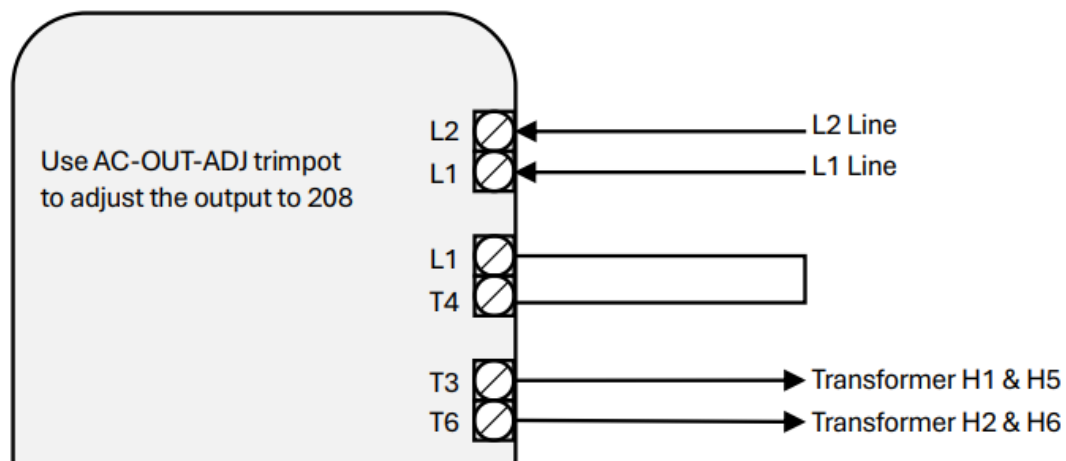 L2
L2 Line
Use AC-OUT-ADJ trimpot
L1
L1 Line
to adjust the output to 208
L1
T4
T3
Transformer H1 & H5
T6
Transformer H2 & H6